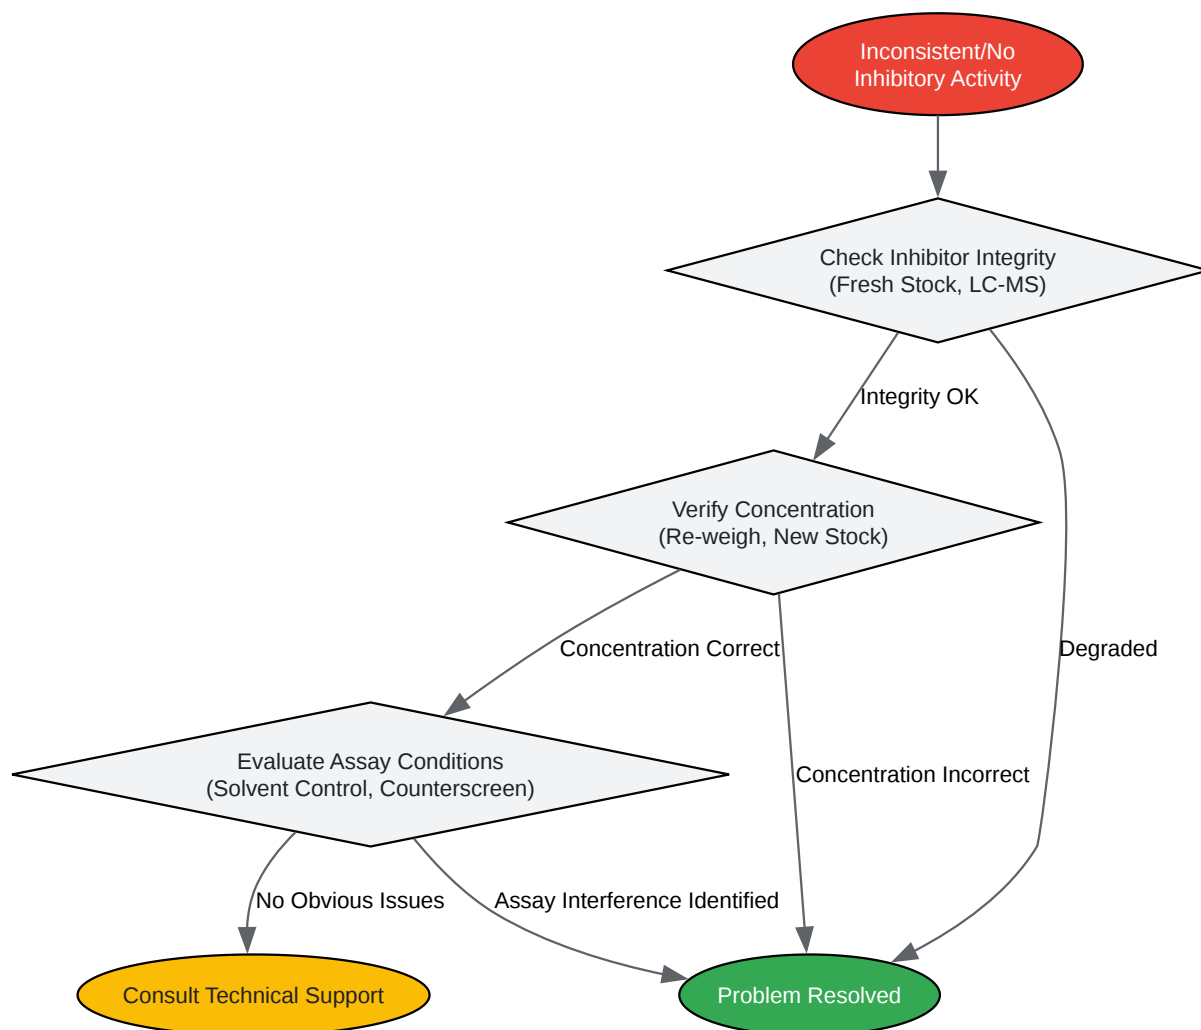 Inconsistent/No
Inhibitory Activity
Check Inhibitor Integrity
(Fresh Stock, LC-MS)
Integrity OK
Verify Concentration
(Re-weigh, New Stock)
Concentration Correct
Degraded
Evaluate Assay Conditions
(Solvent Control, Counterscreen)
Concentration Incorrect
No Obvious Issues
Assay Interference Identified
Consult Technical Support
Problem Resolved